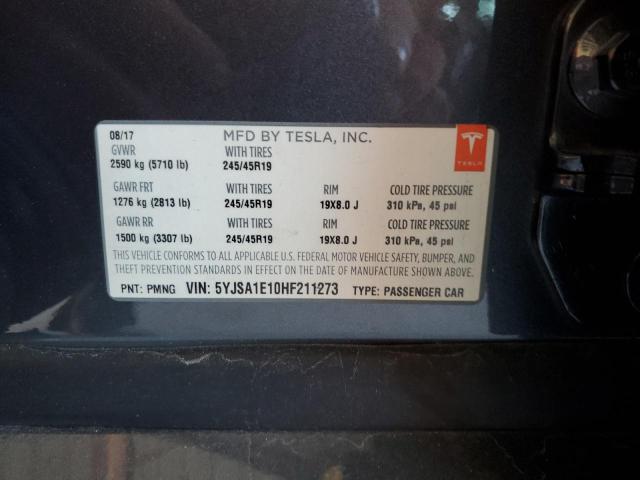 08/17 MFD BY TESLA, INC.
GVWR WITH TIRES
2590 kg (5710 lb) 245/45R19
TESLA
GAWR FRT WITH TIRES RIM COLD TIRE PRESSURE
1276 kg (2813 lb) 245/45R19 19X8.0 J 310 kPa, 45 psi
GAWR RR WITH TIRES RIM COLD TIRE PRESSURE
1500 kg (3307 lb) 245/45R19 19X8.0 J 310 kPa, 45 psi
THIS VEHICLE CONFORMS TO ALL APPLICABLE U.S. FEDERAL MOTOR VEHICLE SAFETY, BUMPER, AND
THEFT PREVENTION STANDARDS IN EFFECT ON THE DATE OF MANUFACTURE SHOWN ABOVE.
PNT: PMNG VIN: 5YJSA1E10HF211273 TYPE: PASSENGER CAR